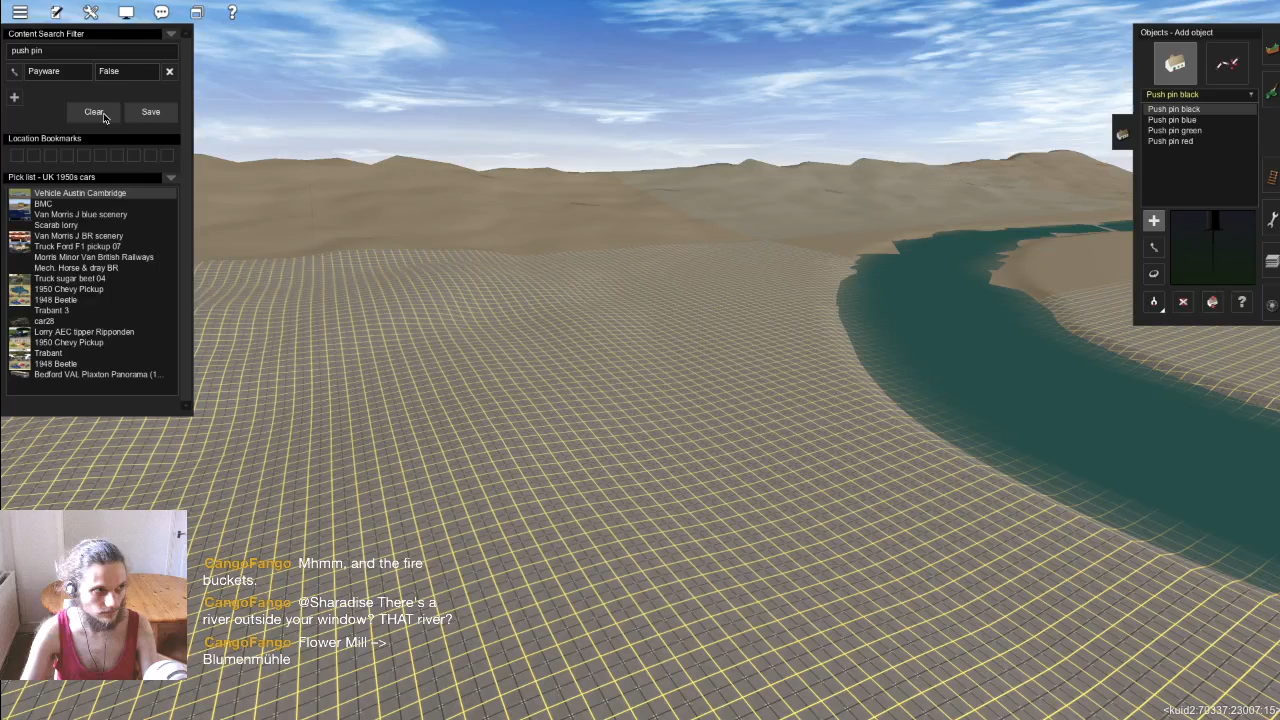 Content Search Filter
push pin
Payware
False
Clear
Save
Location Bookmarks
Pick list - UK 1950s cars
Vehicle Austin Cambridge
BMC
Van Morris J blue scenery
Scarab lorry
Van Morris J BR scenery
Truck Ford F1 pickup 07
Morris Minor Van British Railways
Mech. Horse & dray BR
Truck sugar beet 04
1950 Chevy Pickup
1948 Beetle
Trabant 3
car28
Lorry AEC tipper Ripponden
1950 Chevy Pickup
Trabant
1948 Beetle
Bedford VAL Plaxton Panorama (1...
Objects - Add object
Push pin black
Push pin black
Push pin blue
Push pin green
Push pin red
CangoFango Mhmm, and the fire
buckets.
CangoFango @Sharadise There's a
river outside your window? THAT river?
CangoFango Flower Mill -->
Blumenmühle
<kuid2:70337:23007:15>